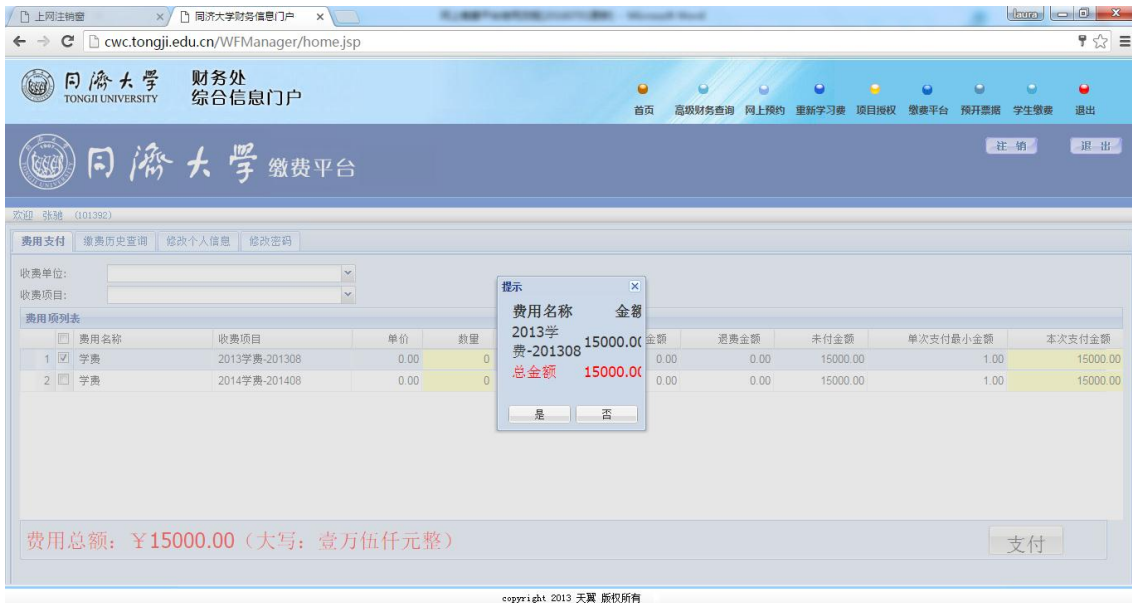 上网注销窗
同济大学财务信息门户
laura
cwc.tongji.edu.cn/WFManager/home.jsp
同濟大学 财务处
TONGJI UNIVERSITY 综合信息门户
首页 高级财务查询 网上预约 重新学习费 项目授权 缴费平台 预开票据 学生缴费 退出
同濟大学 缴费平台
注 销 退 出
欢迎 张驰 (101392)
费用支付 缴费历史查询 修改个人信息 修改密码
收费单位:
收费项目:
费用项列表
费用名称 收费项目 单价 数量 金额 退费金额 未付金额 单次支付最小金额 本次支付金额
1 学费 2013学费-201308 0.00 0 0.00 0.00 15000.00 1.00 15000.00
2 学费 2014学费-201408 0.00 0 0.00 0.00 15000.00 1.00 15000.00
提示
费用名称 金额
2013学
费-201308 15000.00
总金额 15000.00
是 否
费用总额：￥15000.00（大写：壹万伍仟元整）
支付
copyright 2013 天翼 版权所有